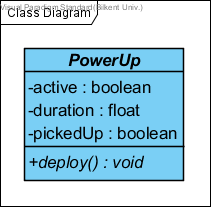 Visual Paradigm Standard(Bilkent Univ.)
Class Diagram
PowerUp
-active : boolean
-duration : float
-pickedUp : boolean
+deploy() : void